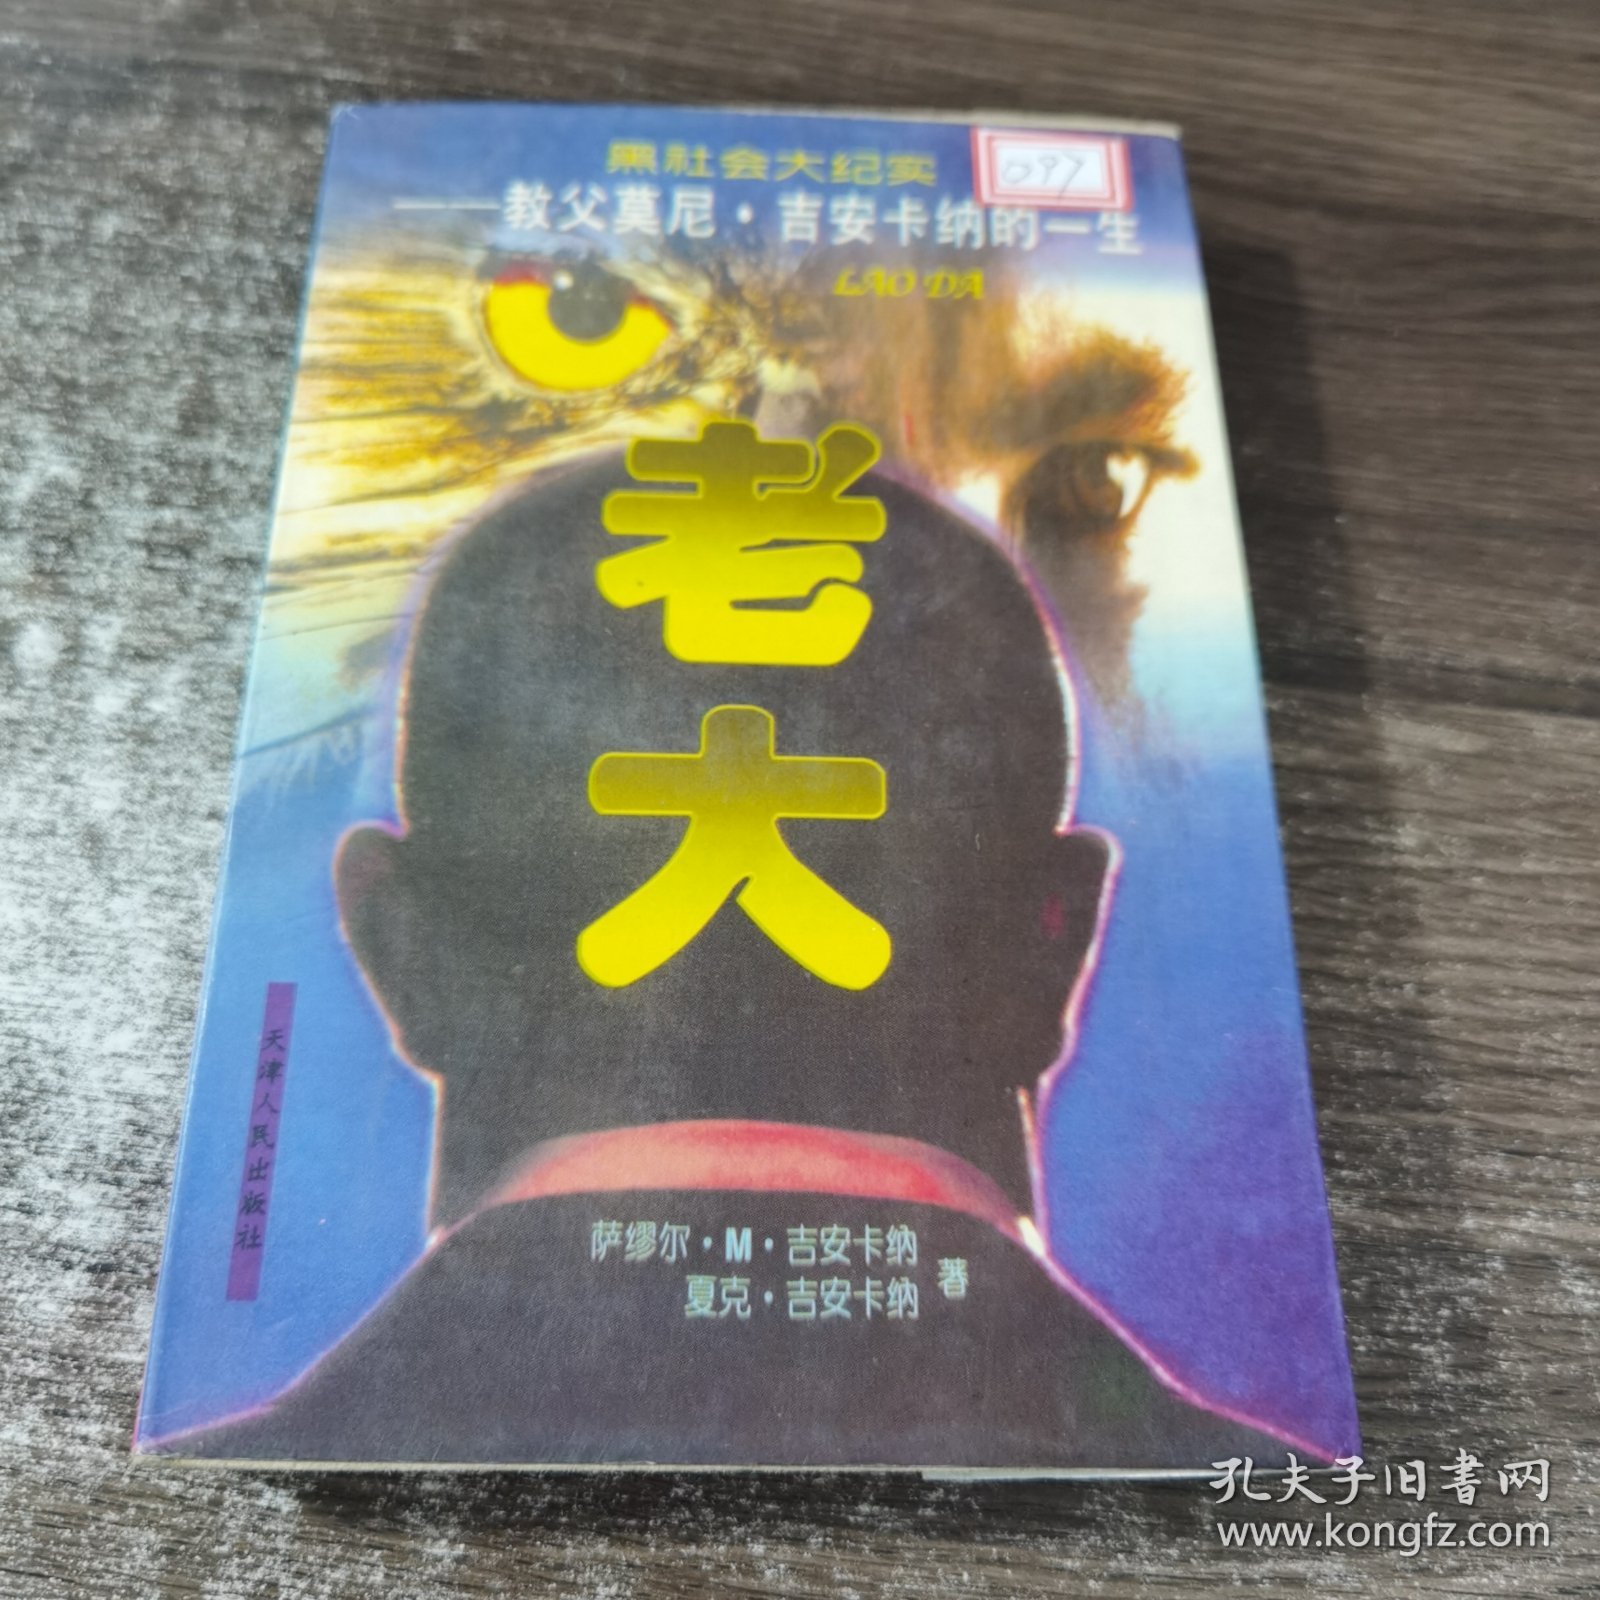 黑社会大纪实
097
——教父莫尼·吉安卡纳的一生
LAO DA
老
大
天津人民出版社
萨缪尔·M·吉安卡纳
夏克·吉安卡纳
著
孔夫子旧書网
www.kongfz.com